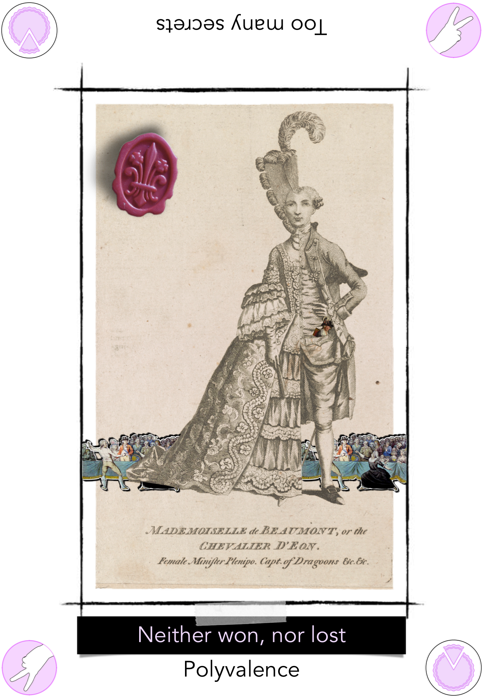 Too many secrets
MADEMOISELLE de BEAUMONT, or the
CHEVALIER D'EON.
Female Miniſter Plenipo. Capt. of Dragoons &c. &c.
Neither won, nor lost
Polyvalence